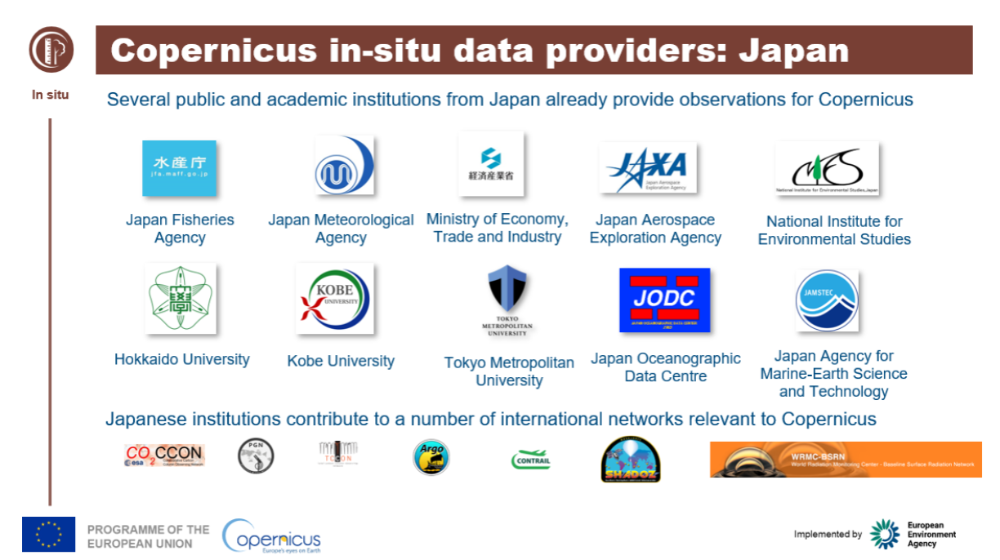 Copernicus in-situ data providers: Japan
In situ
Several public and academic institutions from Japan already provide observations for Copernicus
水産庁
jfa.maff.go.jp
経済産業省
JAXA
Japan Aerospace
Exploration Agency
NIES
National Institute for Environmental Studies, Japan
Japan Fisheries
Agency
Japan Meteorological
Agency
Ministry of Economy,
Trade and Industry
Japan Aerospace
Exploration Agency
National Institute for
Environmental Studies
KOBE
UNIVERSITY
TOKYO
METROPOLITAN
UNIVERSITY
JODC
JAPAN OCEANOGRAPHIC DATA CENTER
JAMSTEC
Hokkaido University
Kobe University
Tokyo Metropolitan
University
Japan Oceanographic
Data Centre
Japan Agency for
Marine-Earth Science
and Technology
Japanese institutions contribute to a number of international networks relevant to Copernicus
CO2CCON
esa
PGN
TCCON
Argo
CONTRAIL
SHADOZ
WRMC-BSRN
World Radiation Monitoring Center - Baseline Surface Radiation Network
PROGRAMME OF THE
EUROPEAN UNION
opernicus
Europe's eyes on Earth
Implemented by
European
Environment
Agency